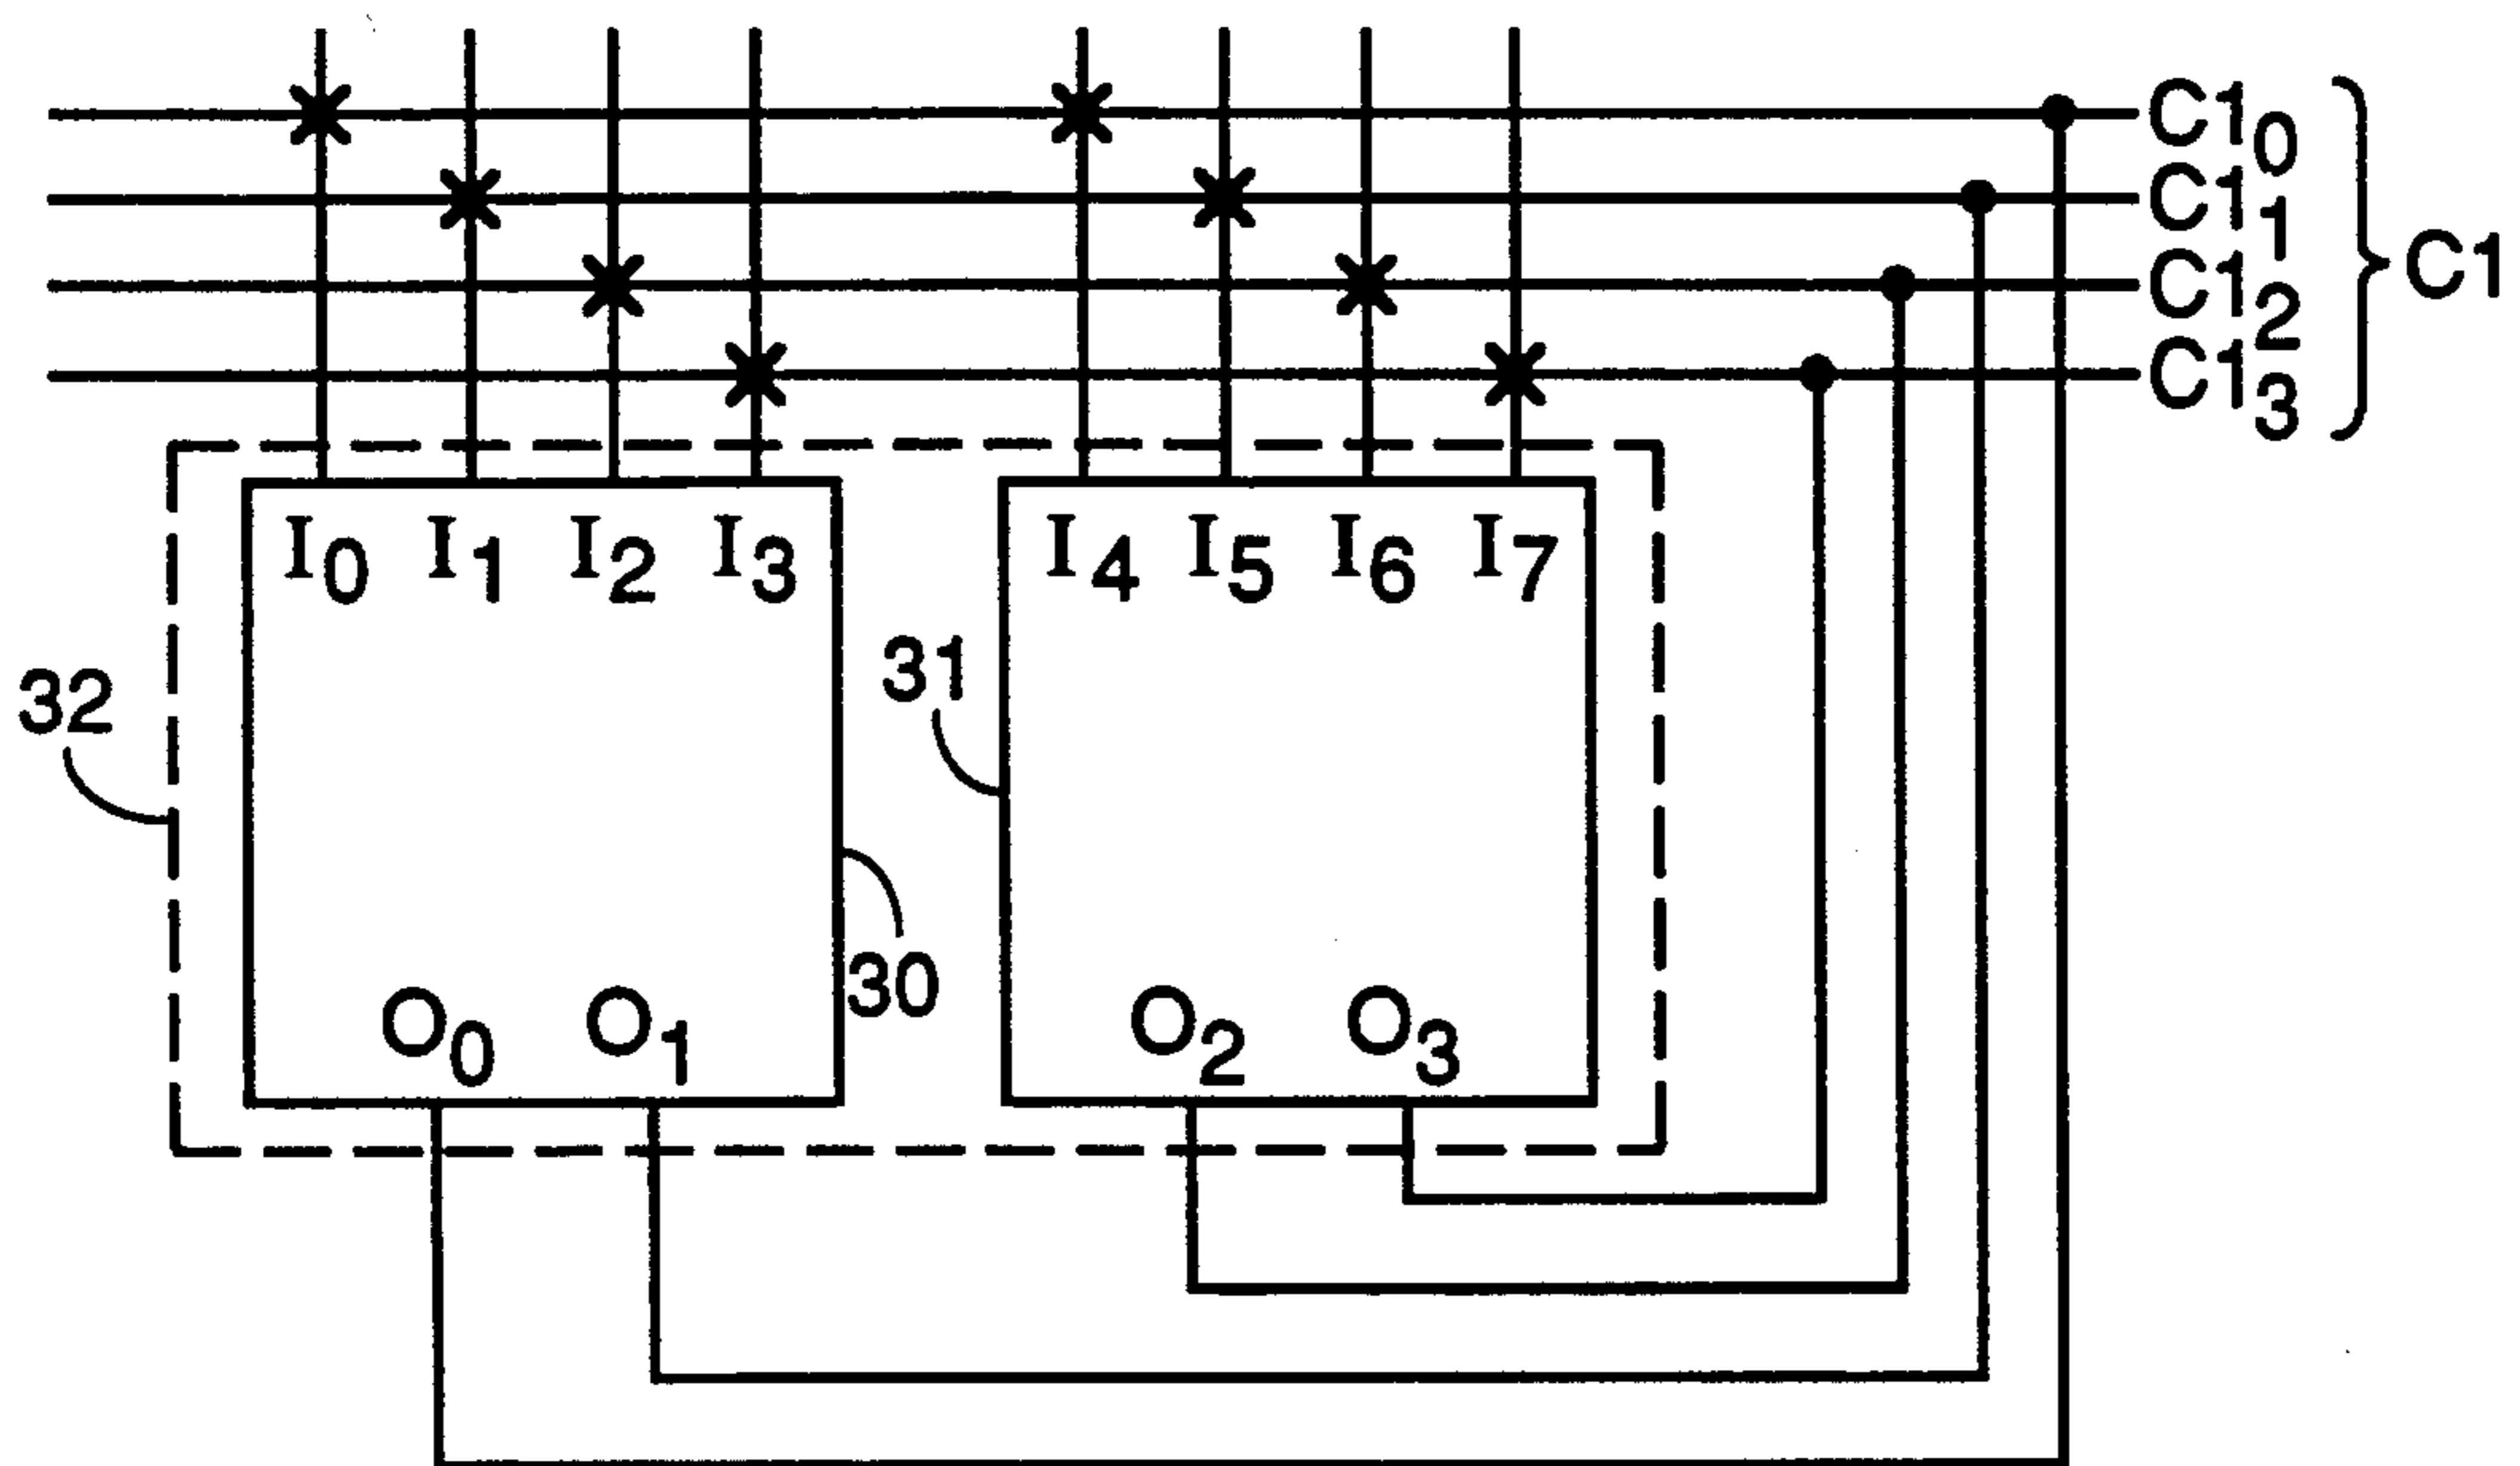 C1₀
C1₁
C1₂
C1₃
C1
I₀ I₁ I₂ I₃
I₄ I₅ I₆ I₇
31
32
30
O₀ O₁
O₂ O₃